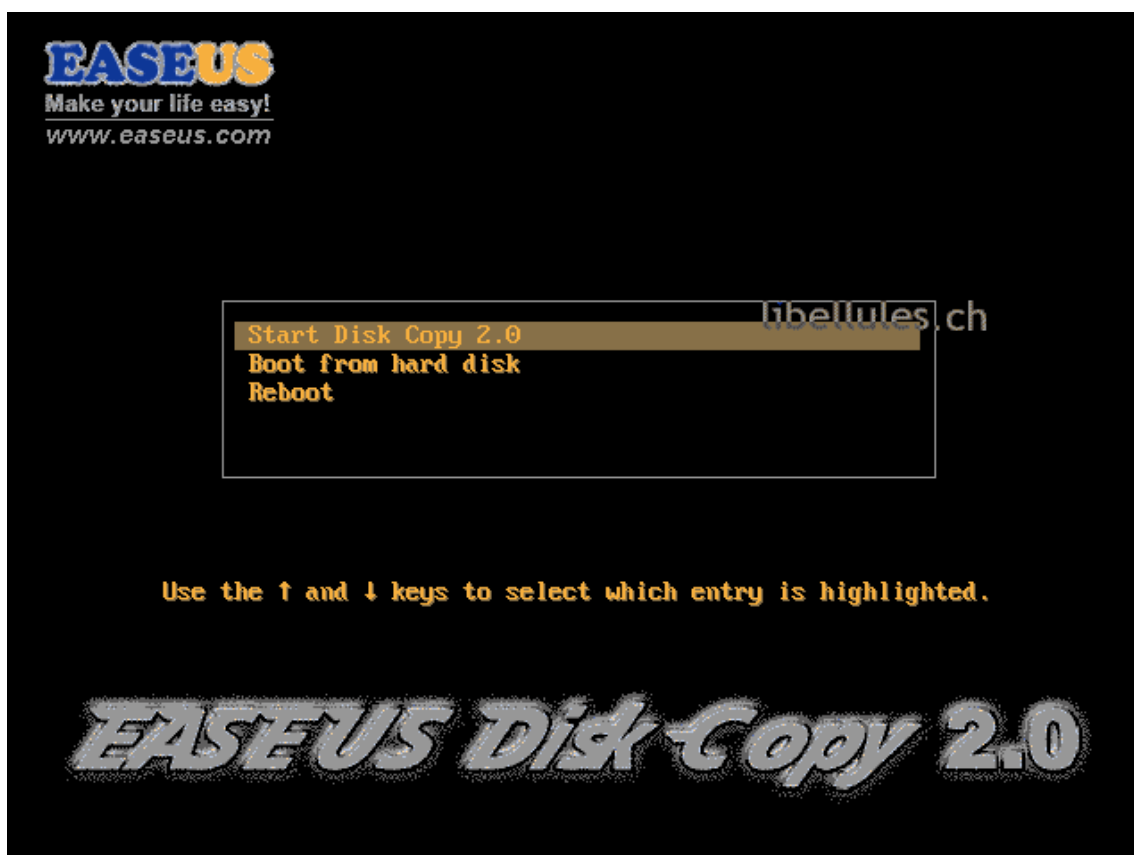 EASEUS
Make your life easy!
www.easeus.com
libellules.ch
Start Disk Copy 2.0
Boot from hard disk
Reboot
Use the ↑ and ↓ keys to select which entry is highlighted.
EASEUS Disk Copy 2.0